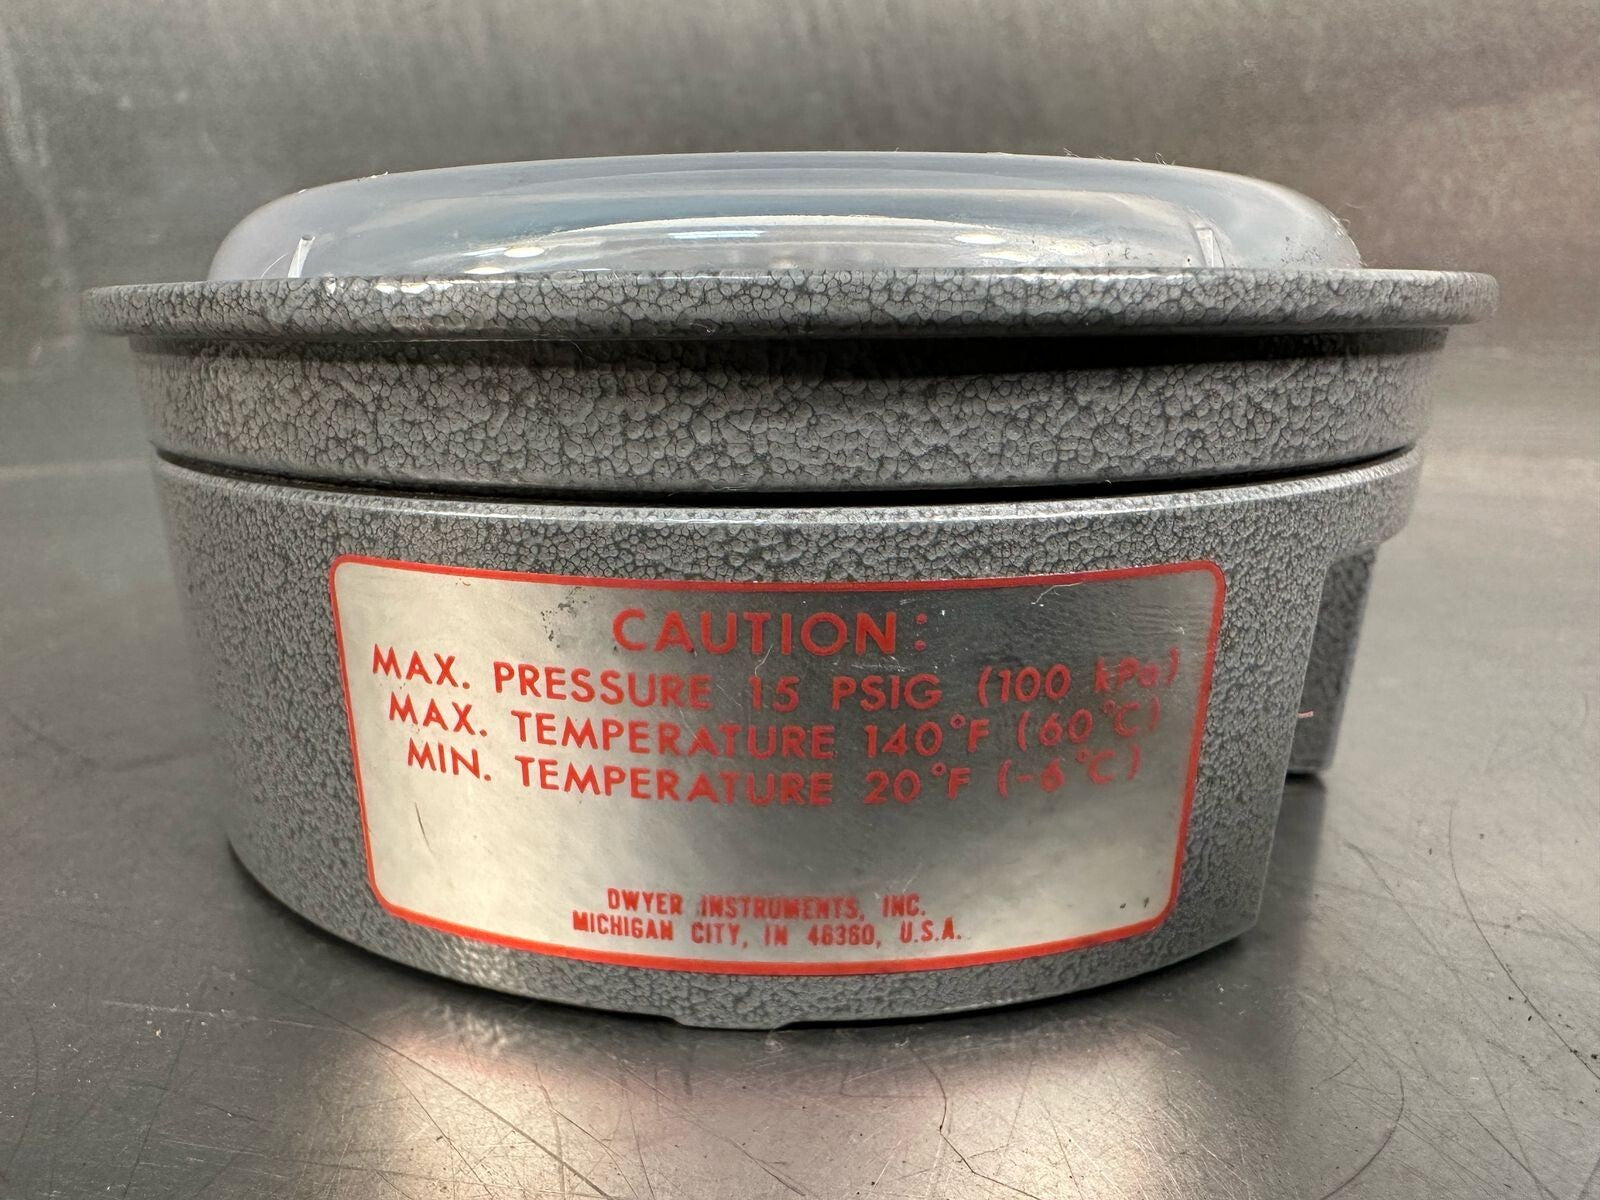 CAUTION:
MAX. PRESSURE 15 PSIG (100 kPa)
MAX. TEMPERATURE 140°F (60°C)
MIN. TEMPERATURE 20°F (-6°C)
DWYER INSTRUMENTS, INC.
MICHIGAN CITY, IN 46360, U.S.A.